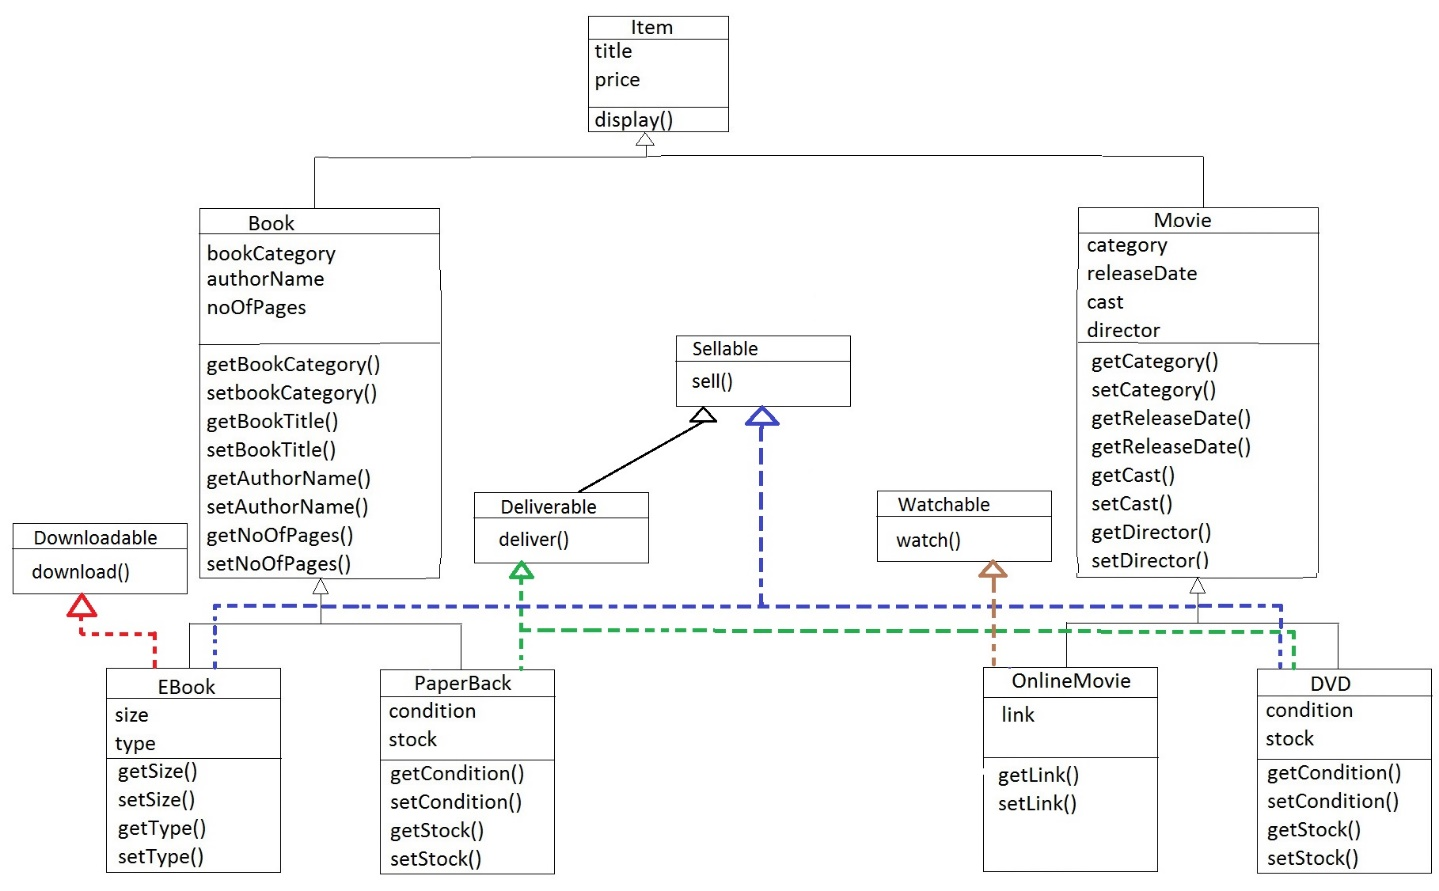 Item
title
price
display()
Book
bookCategory
authorName
noOfPages
getBookCategory()
setbookCategory()
getBookTitle()
setBookTitle()
getAuthorName()
setAuthorName()
getNoOfPages()
setNoOfPages()
Movie
category
releaseDate
cast
director
getCategory()
setCategory()
getReleaseDate()
getReleaseDate()
getCast()
setCast()
getDirector()
setDirector()
Sellable
sell()
Deliverable
deliver()
Watchable
watch()
Downloadable
download()
EBook
size
type
getSize()
setSize()
getType()
setType()
PaperBack
condition
stock
getCondition()
setCondition()
getStock()
setStock()
OnlineMovie
link
getLink()
setLink()
DVD
condition
stock
getCondition()
setCondition()
getStock()
setStock()